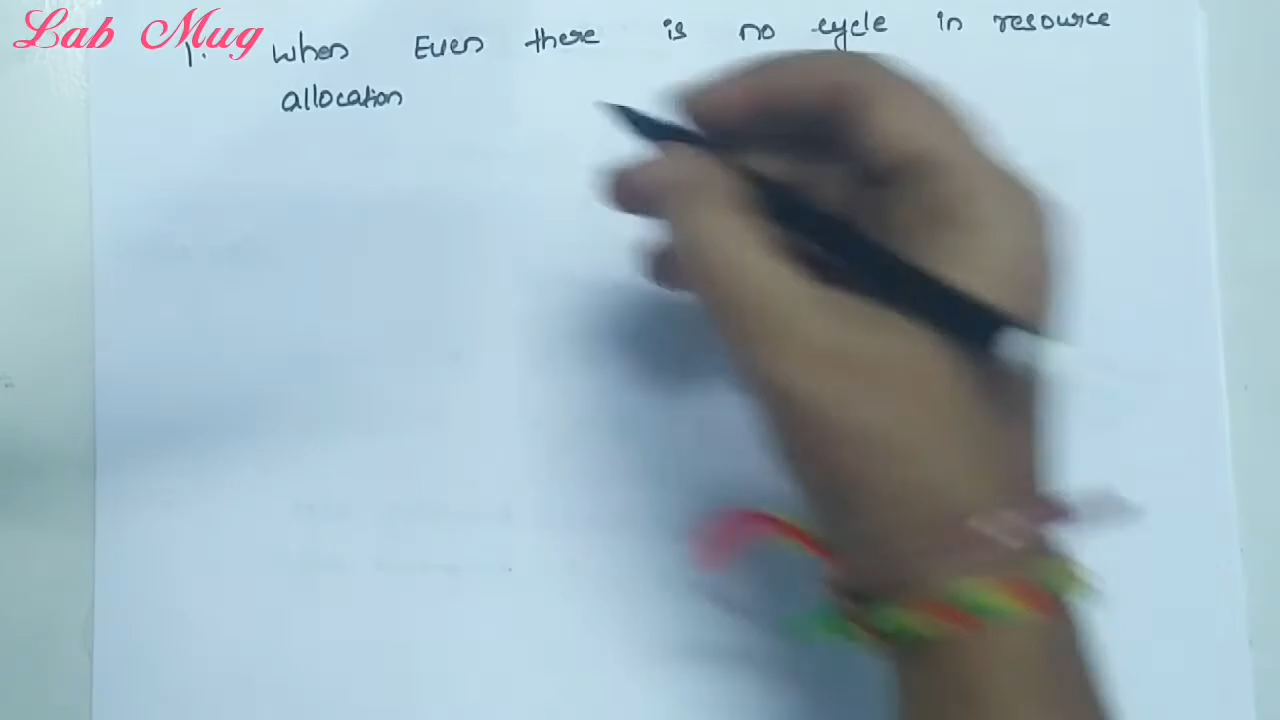 Lab Mug
1. when Even there is no cycle in resource
allocation